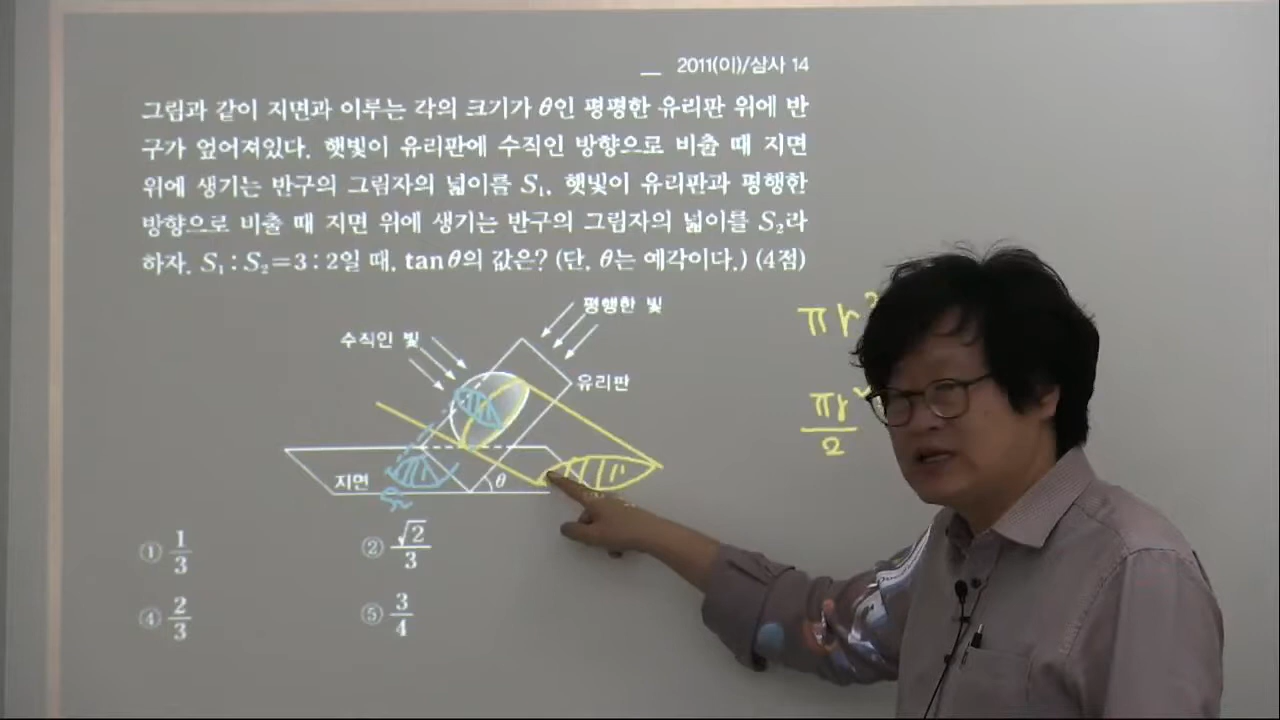 2011(이)/삼사 14
그림과 같이 지면과 이루는 각의 크기가 θ인 평평한 유리판 위에 반
구가 엎어져있다. 햇빛이 유리판에 수직인 방향으로 비출 때 지면
위에 생기는 반구의 그림자의 넓이를 S₁, 햇빛이 유리판과 평행한
방향으로 비출 때 지면 위에 생기는 반구의 그림자의 넓이를 S₂라
하자. S₁ : S₂=3 : 2일 때, tanθ의 값은? (단, θ는 예각이다.) (4점)
평행한 빛
수직인 빛
유리판
지면
θ
πr²
πr²/2
① 1/3
② √2/3
④ 2/3
⑤ 3/4